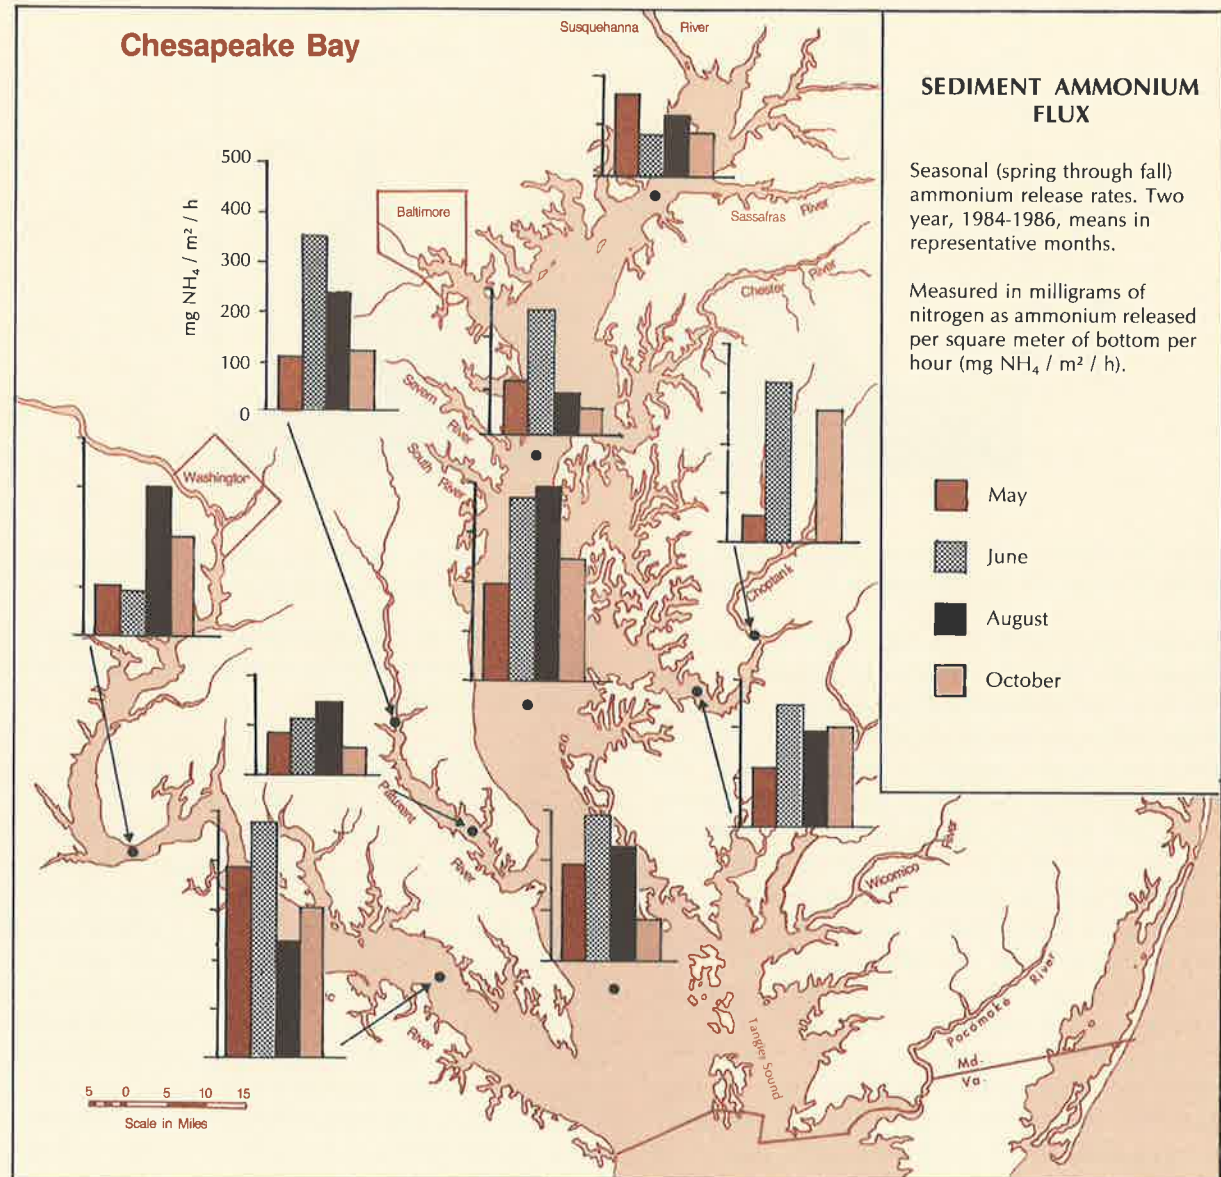 Chesapeake Bay
Susquehanna River
SEDIMENT AMMONIUM
FLUX
Seasonal (spring through fall)
ammonium release rates. Two
year, 1984-1986, means in
representative months.
Measured in milligrams of
nitrogen as ammonium released
per square meter of bottom per
hour (mg NH₄ / m² / h).
May
June
August
October
500
400
300
200
100
0
mg NH₄ / m² / h
Baltimore
Sassafras River
Chester River
Severn
River
South
River
Washington
Choptank
Patuxent
River
Wicomico River
Pocomoke River
Tangier Sound
Md.
Va.
River
5 0 5 10 15
Scale in Miles